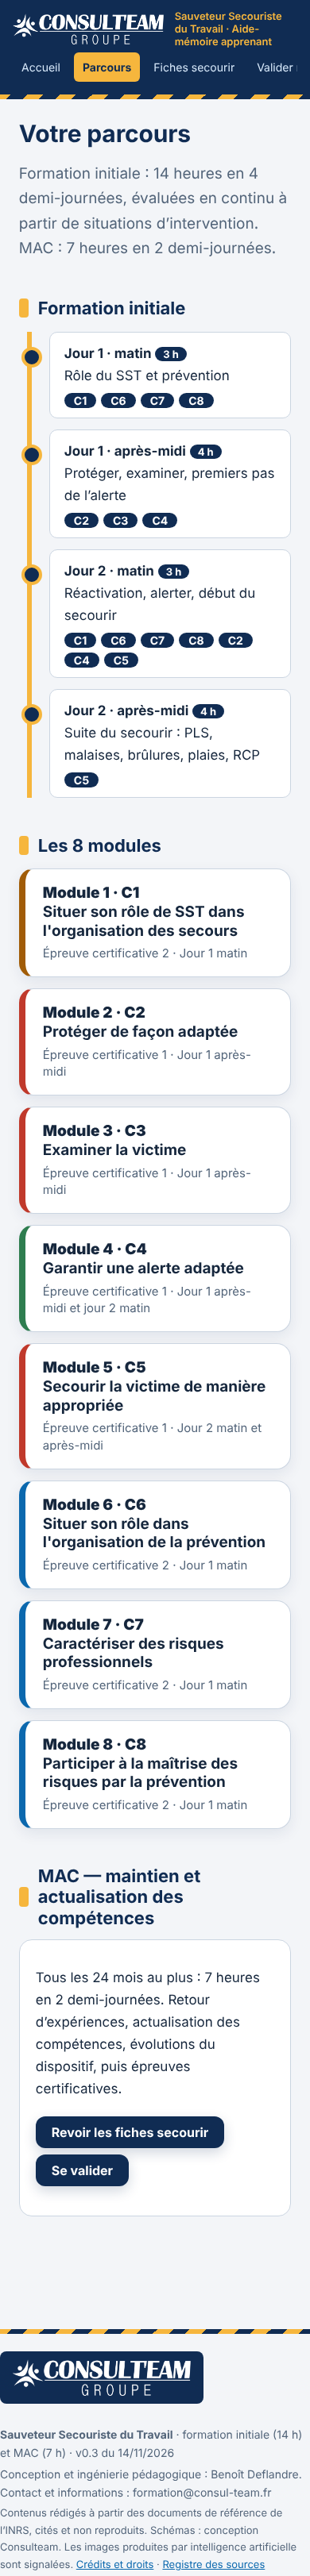 CONSULTEAM
GROUPE
Sauveteur Secouriste
du Travail · Aide-
mémoire apprenant
Accueil
Parcours
Fiches secourir
Valider
Votre parcours
Formation initiale : 14 heures en 4
demi-journées, évaluées en continu à
partir de situations d’intervention.
MAC : 7 heures en 2 demi-journées.
Formation initiale
Jour 1 · matin 3 h
Rôle du SST et prévention
C1 C6 C7 C8
Jour 1 · après-midi 4 h
Protéger, examiner, premiers pas
de l’alerte
C2 C3 C4
Jour 2 · matin 3 h
Réactivation, alerter, début du
secourir
C1 C6 C7 C8 C2
C4 C5
Jour 2 · après-midi 4 h
Suite du secourir : PLS,
malaises, brûlures, plaies, RCP
C5
Les 8 modules
Module 1 · C1
Situer son rôle de SST dans
l'organisation des secours
Épreuve certificative 2 · Jour 1 matin
Module 2 · C2
Protéger de façon adaptée
Épreuve certificative 1 · Jour 1 après-
midi
Module 3 · C3
Examiner la victime
Épreuve certificative 1 · Jour 1 après-
midi
Module 4 · C4
Garantir une alerte adaptée
Épreuve certificative 1 · Jour 1 après-
midi et jour 2 matin
Module 5 · C5
Secourir la victime de manière
appropriée
Épreuve certificative 1 · Jour 2 matin et
après-midi
Module 6 · C6
Situer son rôle dans
l'organisation de la prévention
Épreuve certificative 2 · Jour 1 matin
Module 7 · C7
Caractériser des risques
professionnels
Épreuve certificative 2 · Jour 1 matin
Module 8 · C8
Participer à la maîtrise des
risques par la prévention
Épreuve certificative 2 · Jour 1 matin
MAC — maintien et
actualisation des
compétences
Tous les 24 mois au plus : 7 heures
en 2 demi-journées. Retour
d’expériences, actualisation des
compétences, évolutions du
dispositif, puis épreuves
certificatives.
Revoir les fiches secourir
Se valider
CONSULTEAM
GROUPE
Sauveteur Secouriste du Travail · formation initiale (14 h)
et MAC (7 h) · v0.3 du 14/11/2026
Conception et ingénierie pédagogique : Benoît Deflandre.
Contact et informations : formation@consul-team.fr
Contenus rédigés à partir des documents de référence de
l’INRS, cités et non reproduits. Schémas : conception
Consulteam. Les images produites par intelligence artificielle
sont signalées. Crédits et droits · Registre des sources